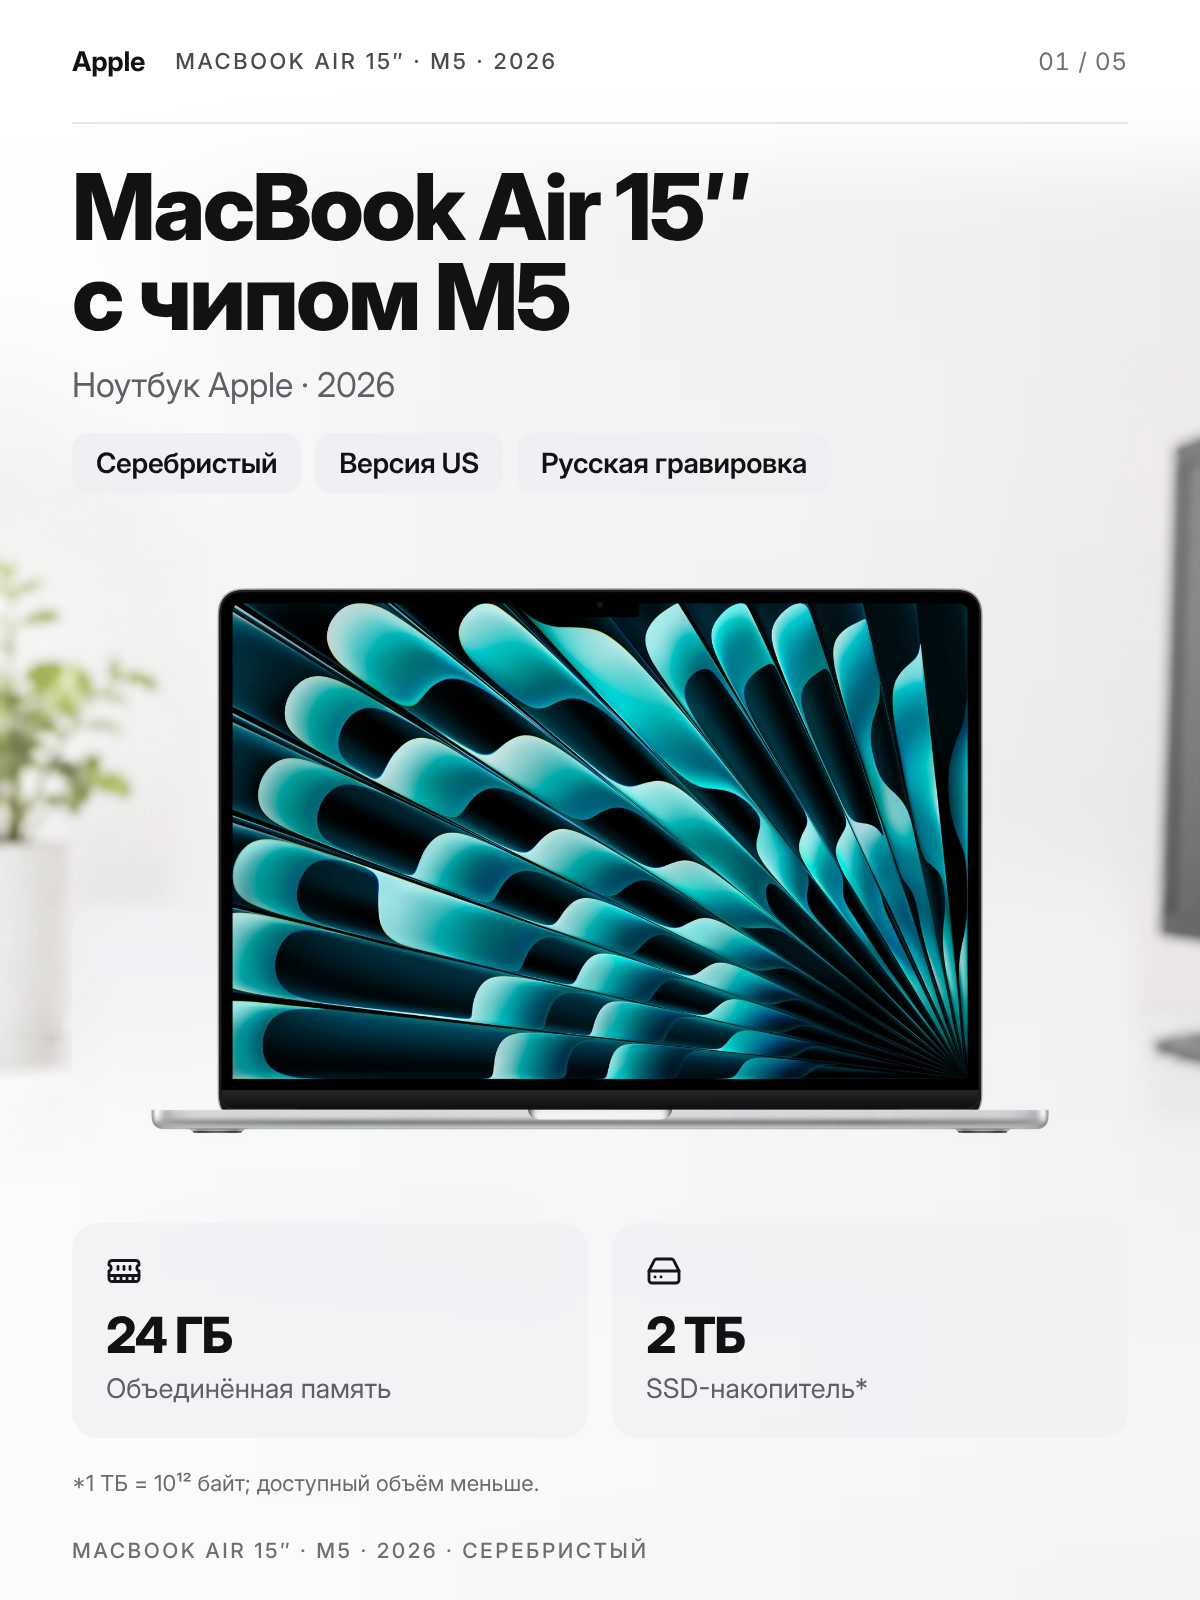 Apple MACBOOK AIR 15″ · M5 · 2026 01 / 05
MacBook Air 15″
с чипом M5
Ноутбук Apple · 2026
Серебристый Версия US Русская гравировка
24 ГБ
Объединённая память
2 ТБ
SSD-накопитель*
*1 ТБ = 10¹² байт; доступный объём меньше.
MACBOOK AIR 15″ · M5 · 2026 · СЕРЕБРИСТЫЙ